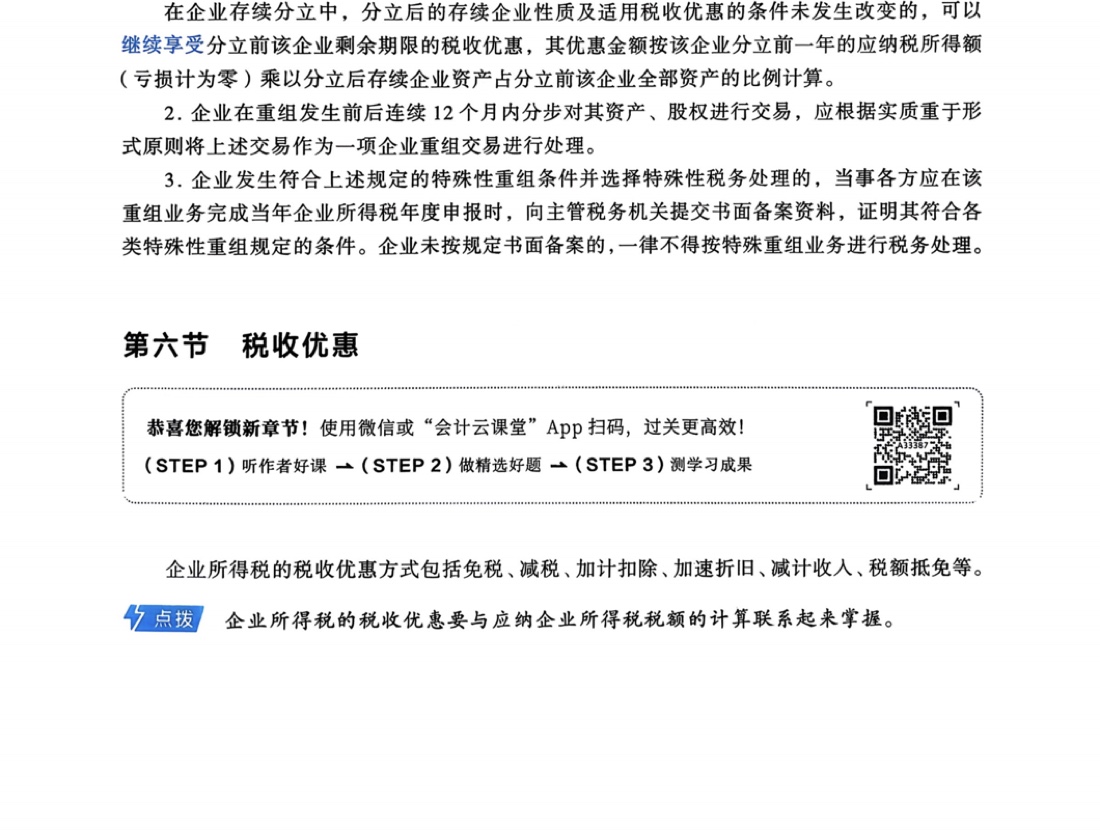 在企业存续分立中，分立后的存续企业性质及适用税收优惠的条件未发生改变的，可以
继续享受分立前该企业剩余期限的税收优惠，其优惠金额按该企业分立前一年的应纳税所得额
（亏损计为零）乘以分立后存续企业资产占分立前该企业全部资产的比例计算。
2. 企业在重组发生前后连续 12 个月内分步对其资产、股权进行交易，应根据实质重于形
式原则将上述交易作为一项企业重组交易进行处理。
3. 企业发生符合上述规定的特殊性重组条件并选择特殊性税务处理的，当事各方应在该
重组业务完成当年企业所得税年度申报时，向主管税务机关提交书面备案资料，证明其符合各
类特殊性重组规定的条件。企业未按规定书面备案的，一律不得按特殊重组业务进行税务处理。
第六节 税收优惠
恭喜您解锁新章节！使用微信或“会计云课堂”App 扫码，过关更高效！
（STEP 1）听作者好课 ⇀（STEP 2）做精选好题 ⇀（STEP 3）测学习成果
A33387
企业所得税的税收优惠方式包括免税、减税、加计扣除、加速折旧、减计收入、税额抵免等。
点拨 企业所得税的税收优惠要与应纳企业所得税税额的计算联系起来掌握。